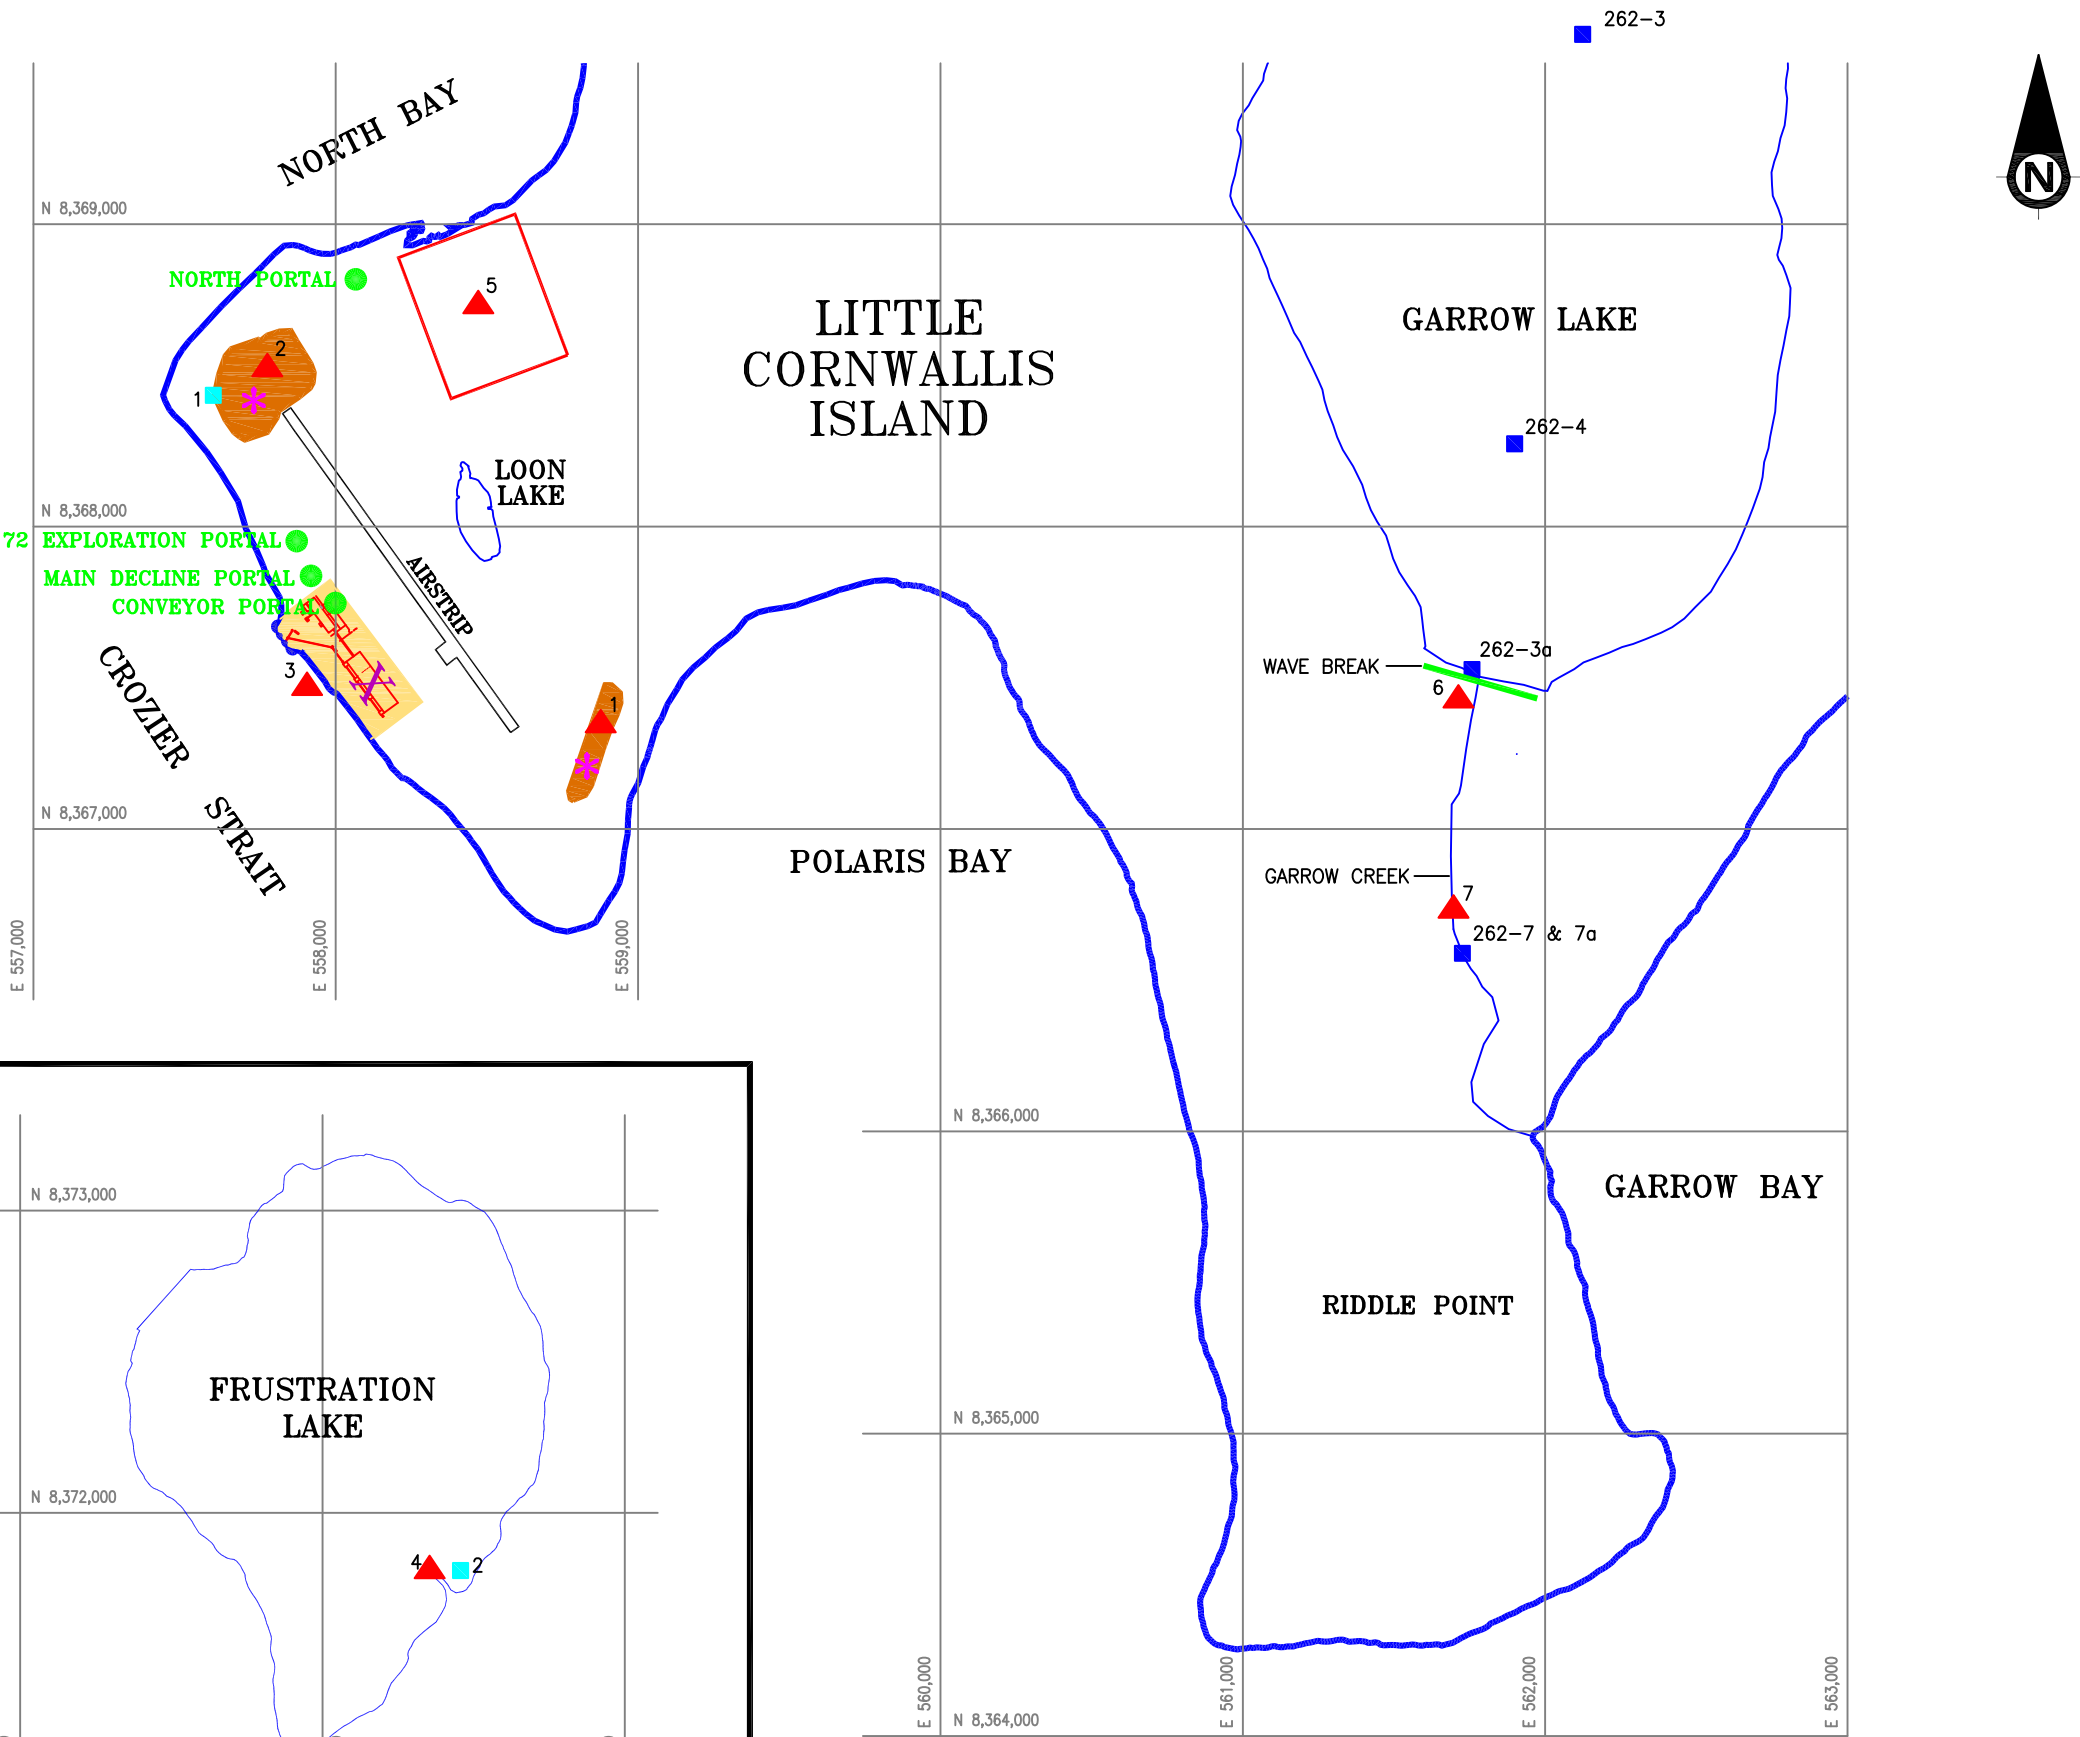 262-3
NORTH BAY
N
N 8,369,000
NORTH PORTAL
5
LITTLE
CORNWALLIS
ISLAND
GARROW LAKE
2
1
262-4
LOON
LAKE
N 8,368,000
72 EXPLORATION PORTAL
MAIN DECLINE PORTAL
CONVEYOR PORTAL
AIRSTRIP
CROZIER
STRAIT
3
X
1
WAVE BREAK
262-3a
6
N 8,367,000
POLARIS BAY
GARROW CREEK
7
262-7 & 7a
E 557,000
E 558,000
E 559,000
N 8,366,000
GARROW BAY
N 8,373,000
RIDDLE POINT
FRUSTRATION
LAKE
N 8,365,000
N 8,372,000
4
2
E 560,000
E 561,000
E 562,000
E 563,000
N 8,364,000